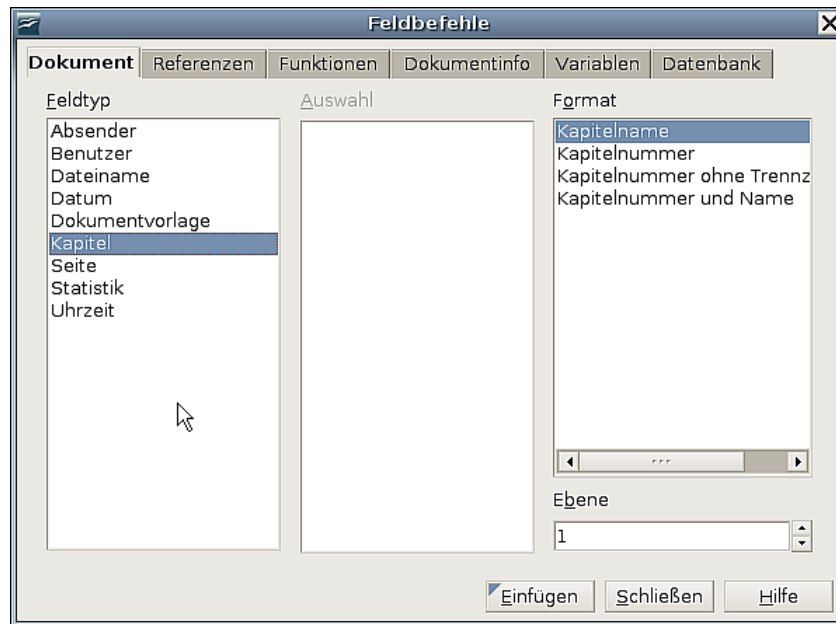 Feldbefehle
Dokument Referenzen Funktionen Dokumentinfo Variablen Datenbank
Feldtyp
Absender
Benutzer
Dateiname
Datum
Dokumentvorlage
Kapitel
Seite
Statistik
Uhrzeit
Auswahl
Format
Kapitelname
Kapitelnummer
Kapitelnummer ohne Trennz
Kapitelnummer und Name
Ebene
1
Einfügen Schließen Hilfe